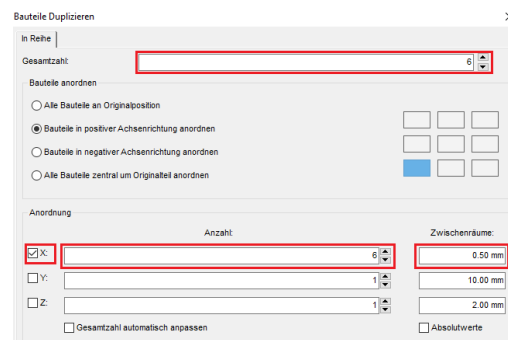 Bauteile Duplizieren
In Reihe
Gesamtzahl: 6
Bauteile anordnen
Alle Bauteile an Originalposition
Bauteile in positiver Achsenrichtung anordnen
Bauteile in negativer Achsenrichtung anordnen
Alle Bauteile zentral um Originalteil anordnen
Anordnung
Anzahl: Zwischenräume:
X: 6 0.50 mm
Y: 1 10.00 mm
Z: 1 2.00 mm
Gesamtzahl automatisch anpassen Absolutwerte